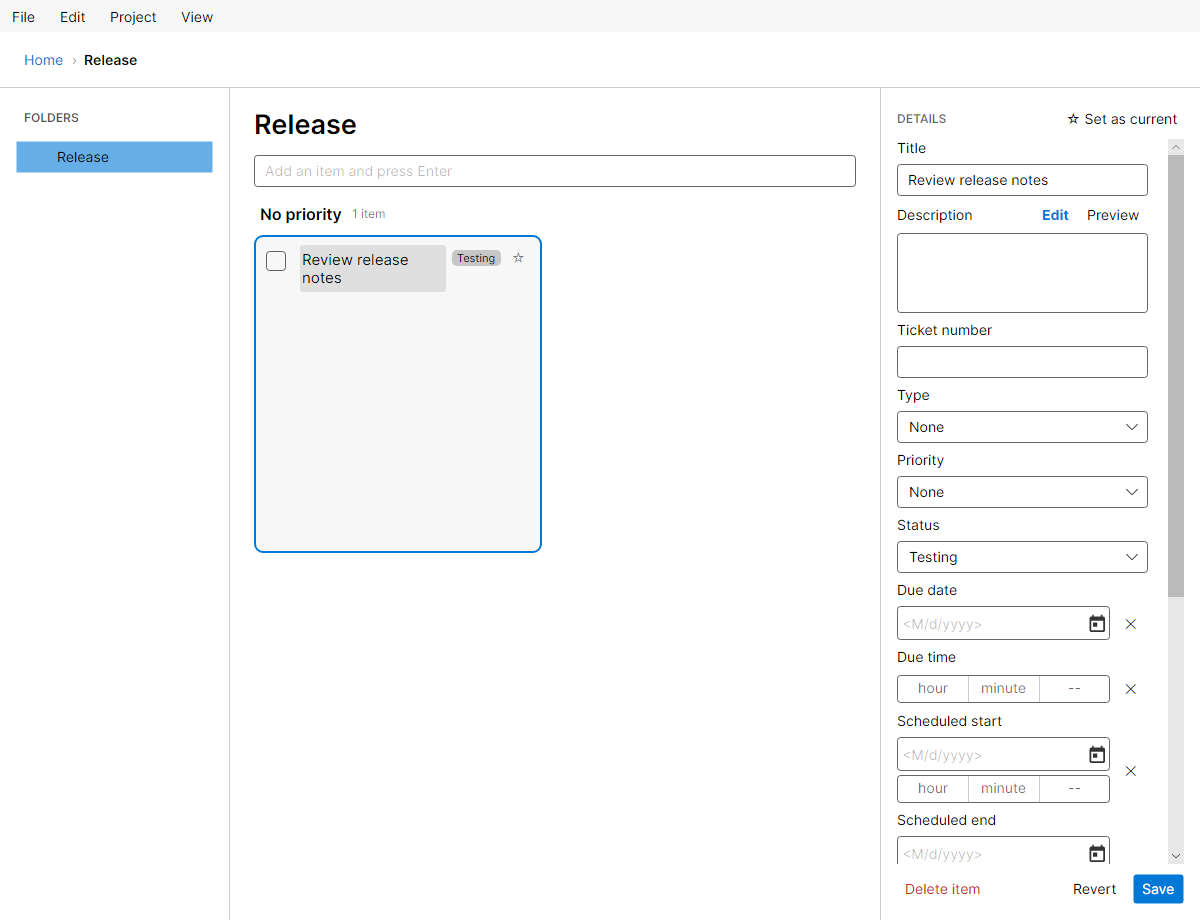 File Edit Project View
Home › Release
FOLDERS
Release
Release
Add an item and press Enter
No priority 1 item
Review release
notes
Testing
DETAILS
☆ Set as current
Title
Review release notes
Description Edit Preview
Ticket number
Type
None
Priority
None
Status
Testing
Due date
<M/d/yyyy>
Due time
hour minute --
Scheduled start
<M/d/yyyy>
hour minute --
Scheduled end
<M/d/yyyy>
Delete item Revert Save